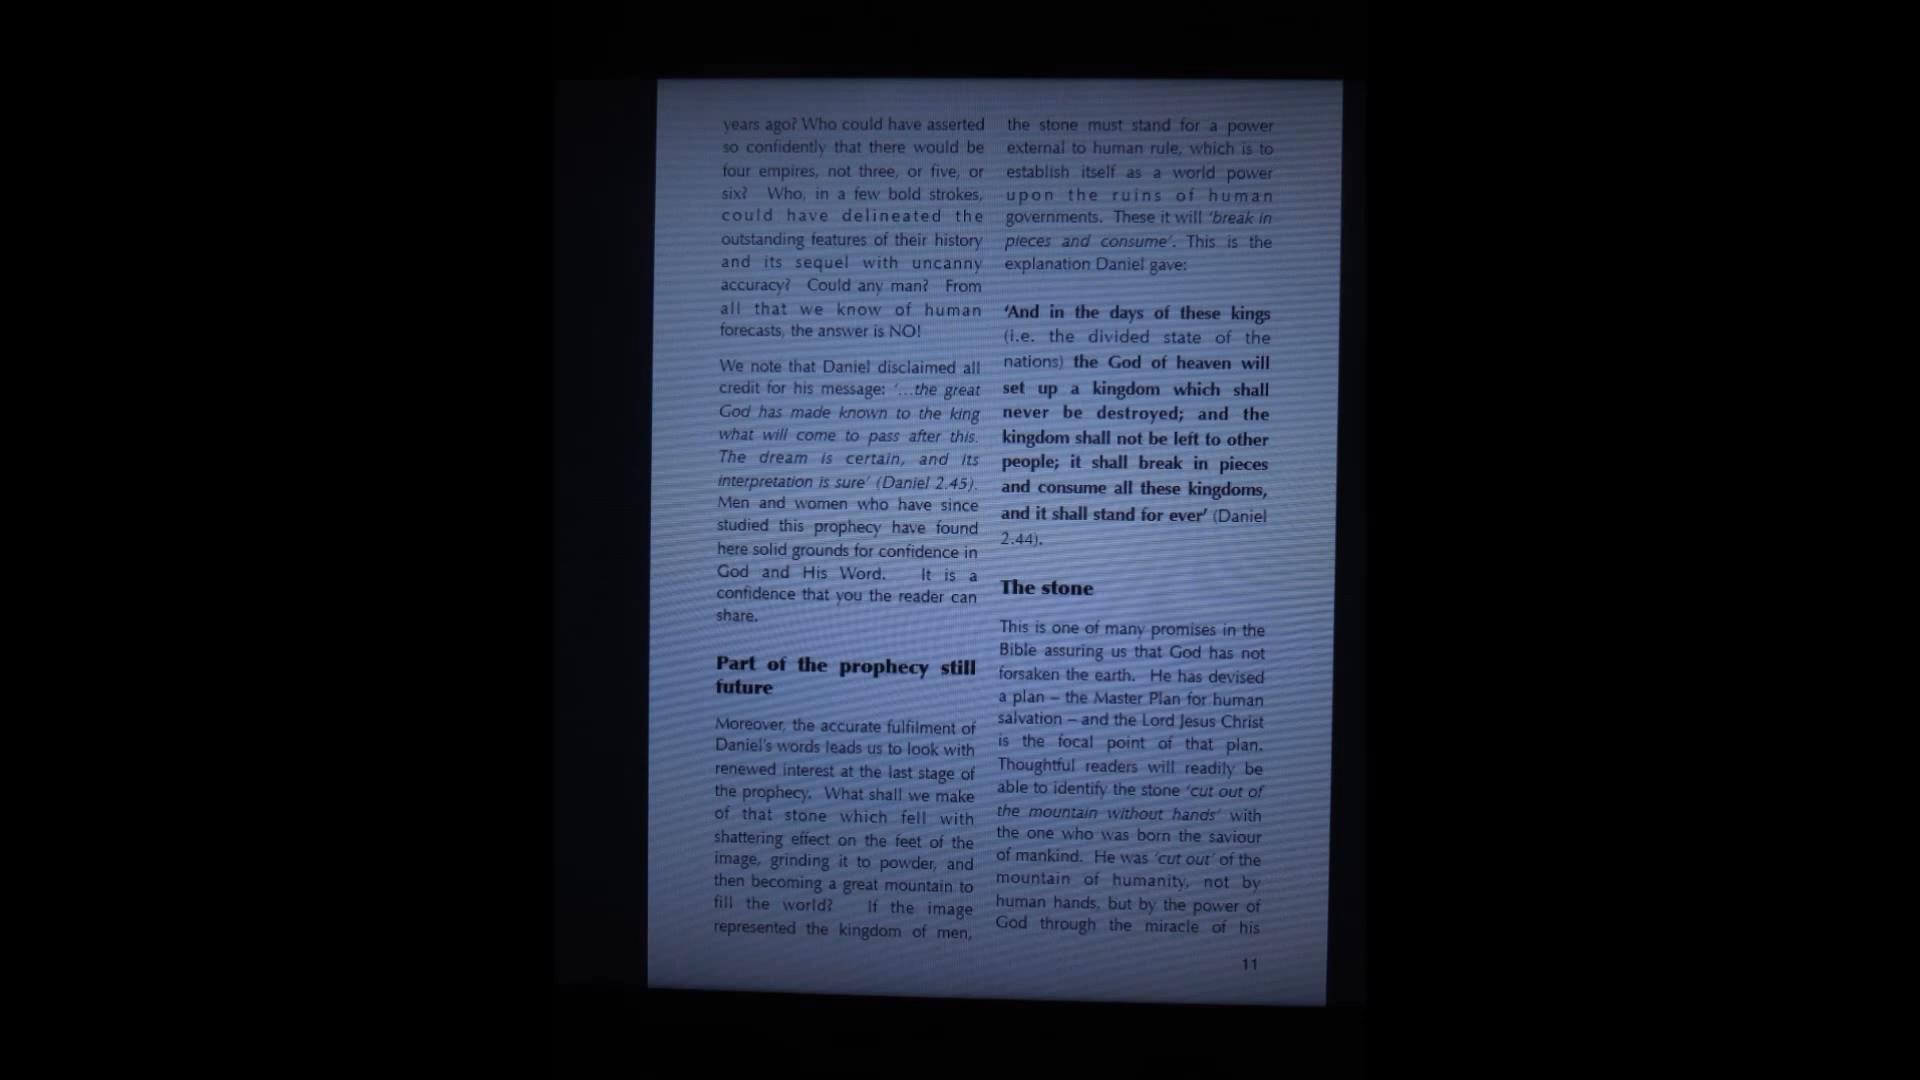 years ago? Who could have asserted
so confidently that there would be
four empires, not three, or five, or
six? Who, in a few bold strokes,
could have delineated the
outstanding features of their history
and its sequel with uncanny
accuracy? Could any man? From
all that we know of human
forecasts, the answer is NO!
We note that Daniel disclaimed all
credit for his message: ‘...the great
God has made known to the king
what will come to pass after this.
The dream is certain, and its
interpretation is sure’ (Daniel 2.45).
Men and women who have since
studied this prophecy have found
here solid grounds for confidence in
God and His Word. It is a
confidence that you the reader can
share.
Part of the prophecy still
future
Moreover, the accurate fulfilment of
Daniel’s words leads us to look with
renewed interest at the last stage of
the prophecy. What shall we make
of that stone which fell with
shattering effect on the feet of the
image, grinding it to powder, and
then becoming a great mountain to
fill the world? If the image
represented the kingdom of men,
the stone must stand for a power
external to human rule, which is to
establish itself as a world power
upon the ruins of human
governments. These it will ‘break in
pieces and consume’. This is the
explanation Daniel gave:
‘And in the days of these kings
(i.e. the divided state of the
nations) the God of heaven will
set up a kingdom which shall
never be destroyed; and the
kingdom shall not be left to other
people; it shall break in pieces
and consume all these kingdoms,
and it shall stand for ever’ (Daniel
2.44).
The stone
This is one of many promises in the
Bible assuring us that God has not
forsaken the earth. He has devised
a plan – the Master Plan for human
salvation – and the Lord Jesus Christ
is the focal point of that plan.
Thoughtful readers will readily be
able to identify the stone ‘cut out of
the mountain without hands’ with
the one who was born the saviour
of mankind. He was ‘cut out’ of the
mountain of humanity, not by
human hands, but by the power of
God through the miracle of his
11